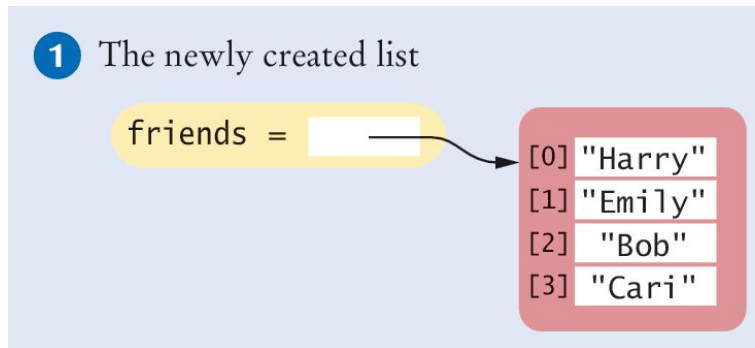 1 The newly created list
friends =
[0] "Harry"
[1] "Emily"
[2] "Bob"
[3] "Cari"